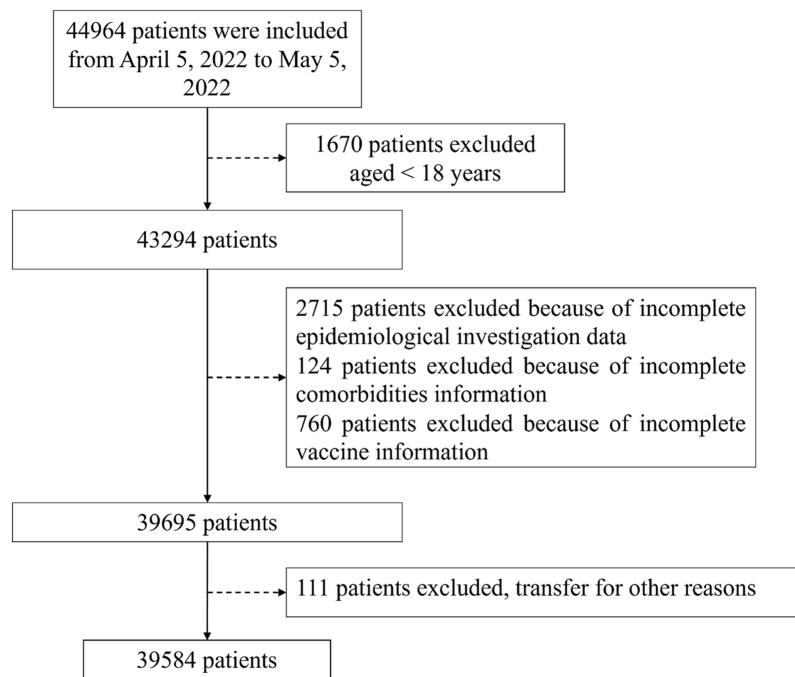 44964 patients were included
from April 5, 2022 to May 5,
2022
1670 patients excluded
aged < 18 years
43294 patients
2715 patients excluded because of incomplete
epidemiological investigation data
124 patients excluded because of incomplete
comorbidities information
760 patients excluded because of incomplete
vaccine information
39695 patients
111 patients excluded, transfer for other reasons
39584 patients